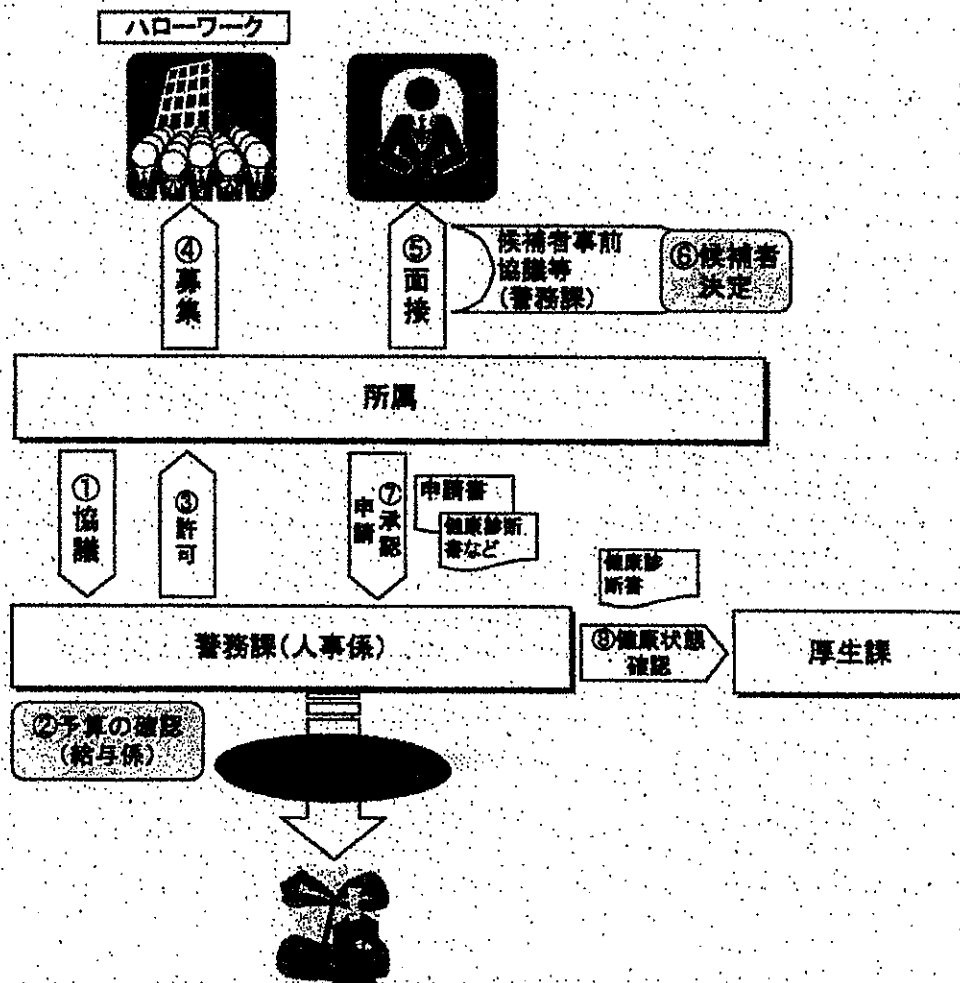 ハローワーク
④募集
⑤面接
候補者事前
協議等
(警務課)
⑥候補者
決定
所属
①協議
③許可
⑦承認
申請
申請書
健康診断
書など
健康診
断書
警務課(人事係)
⑧健康状態
確認
厚生課
②予算の確認
(給与係)